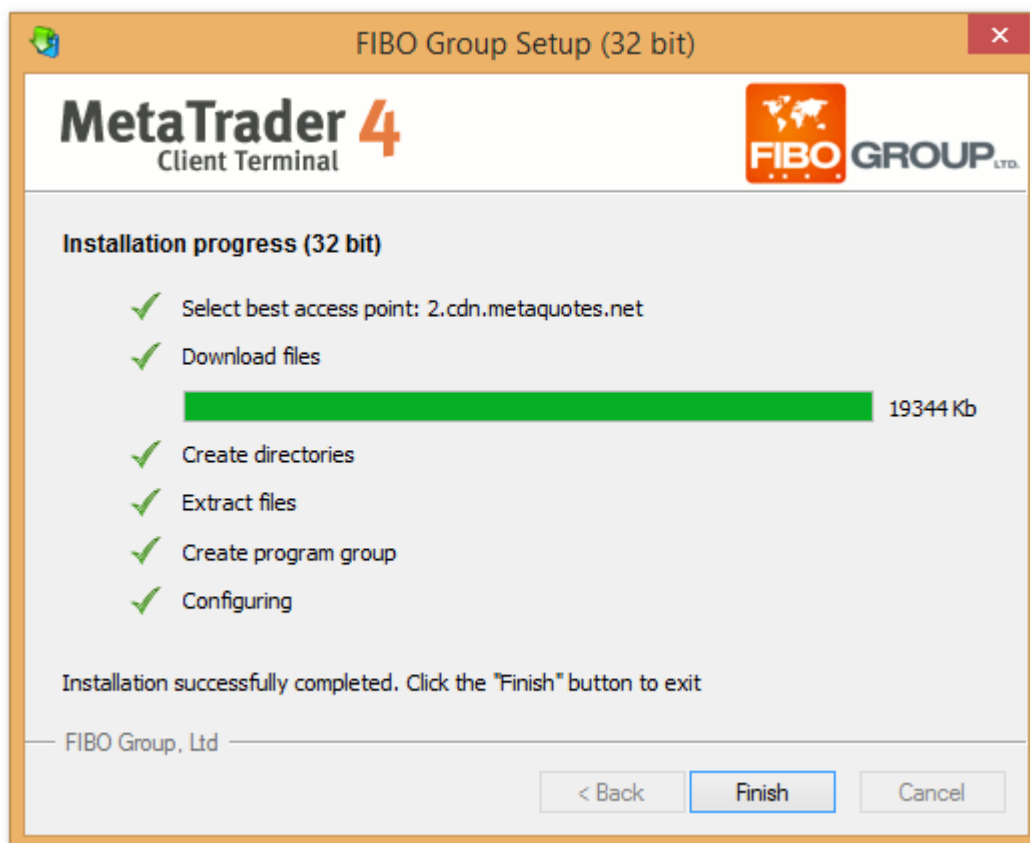 FIBO Group Setup (32 bit)
MetaTrader 4
Client Terminal
FIBO GROUP LTD.
Installation progress (32 bit)
Select best access point: 2.cdn.metaquotes.net
Download files
19344 Kb
Create directories
Extract files
Create program group
Configuring
Installation successfully completed. Click the "Finish" button to exit
FIBO Group, Ltd
< Back Finish Cancel